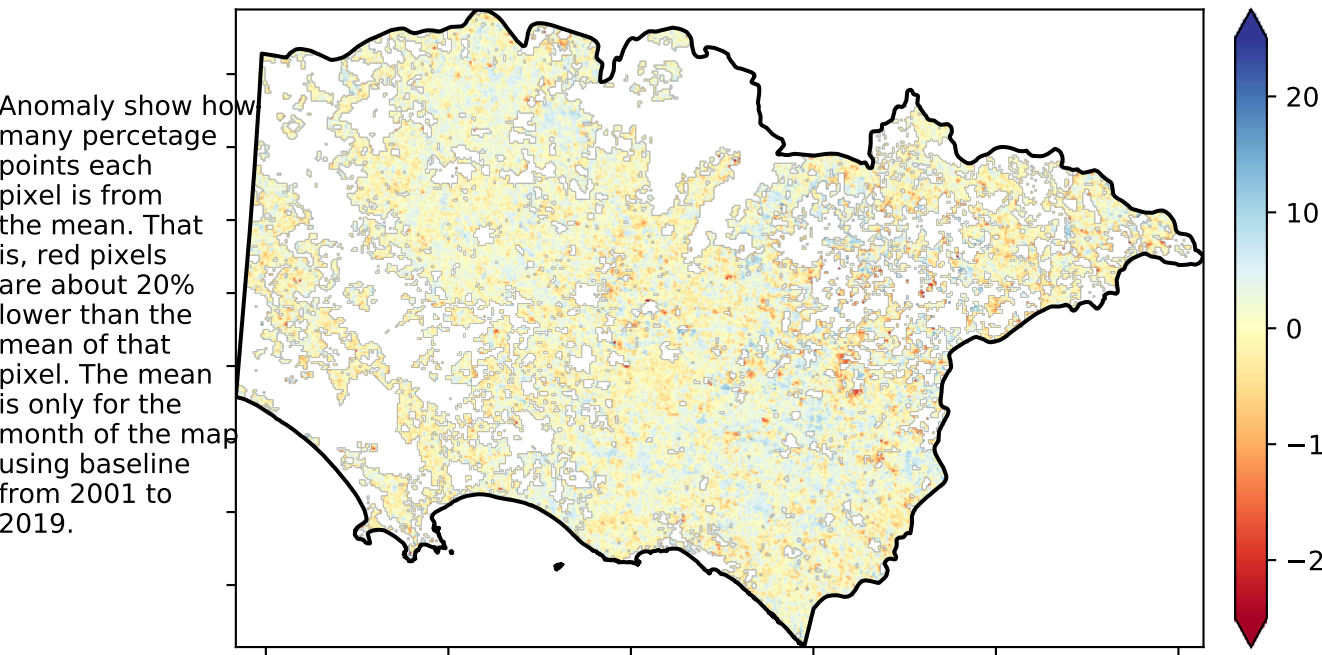 Anomaly show how
many percetage
points each
pixel is from
the mean. That
is, red pixels
are about 20%
lower than the
mean of that
pixel. The mean
is only for the
month of the map
using baseline
from 2001 to
2019.
20
10
0
−1
−2